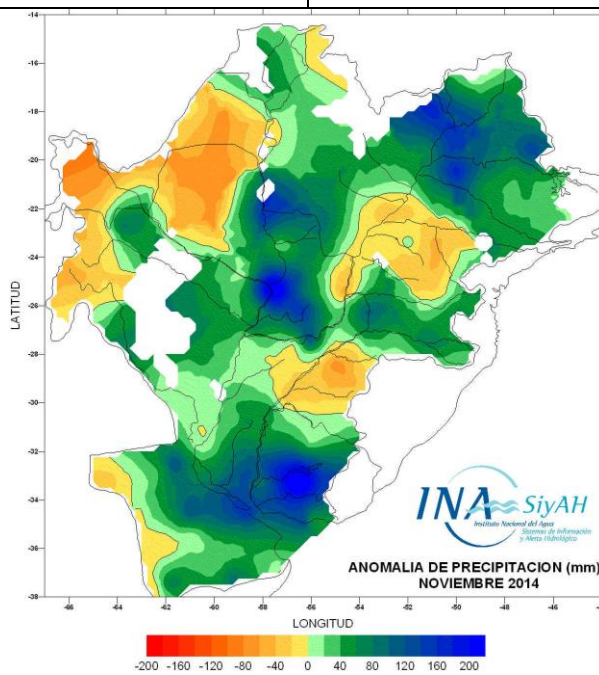 -14
-16
-18
-20
-22
-24
-26
-28
-30
-32
-34
-36
-38
LATITUD
INA SiyAH
Instituto Nacional del Agua
Sistemas de Información
y Alerta Hidrológico
ANOMALIA DE PRECIPITACION (mm)
NOVIEMBRE 2014
-66 -64 -62 -60 -58 -56 -54 -52 -50 -48 -46
LONGITUD
-200 -160 -120 -80 -40 0 40 80 120 160 200